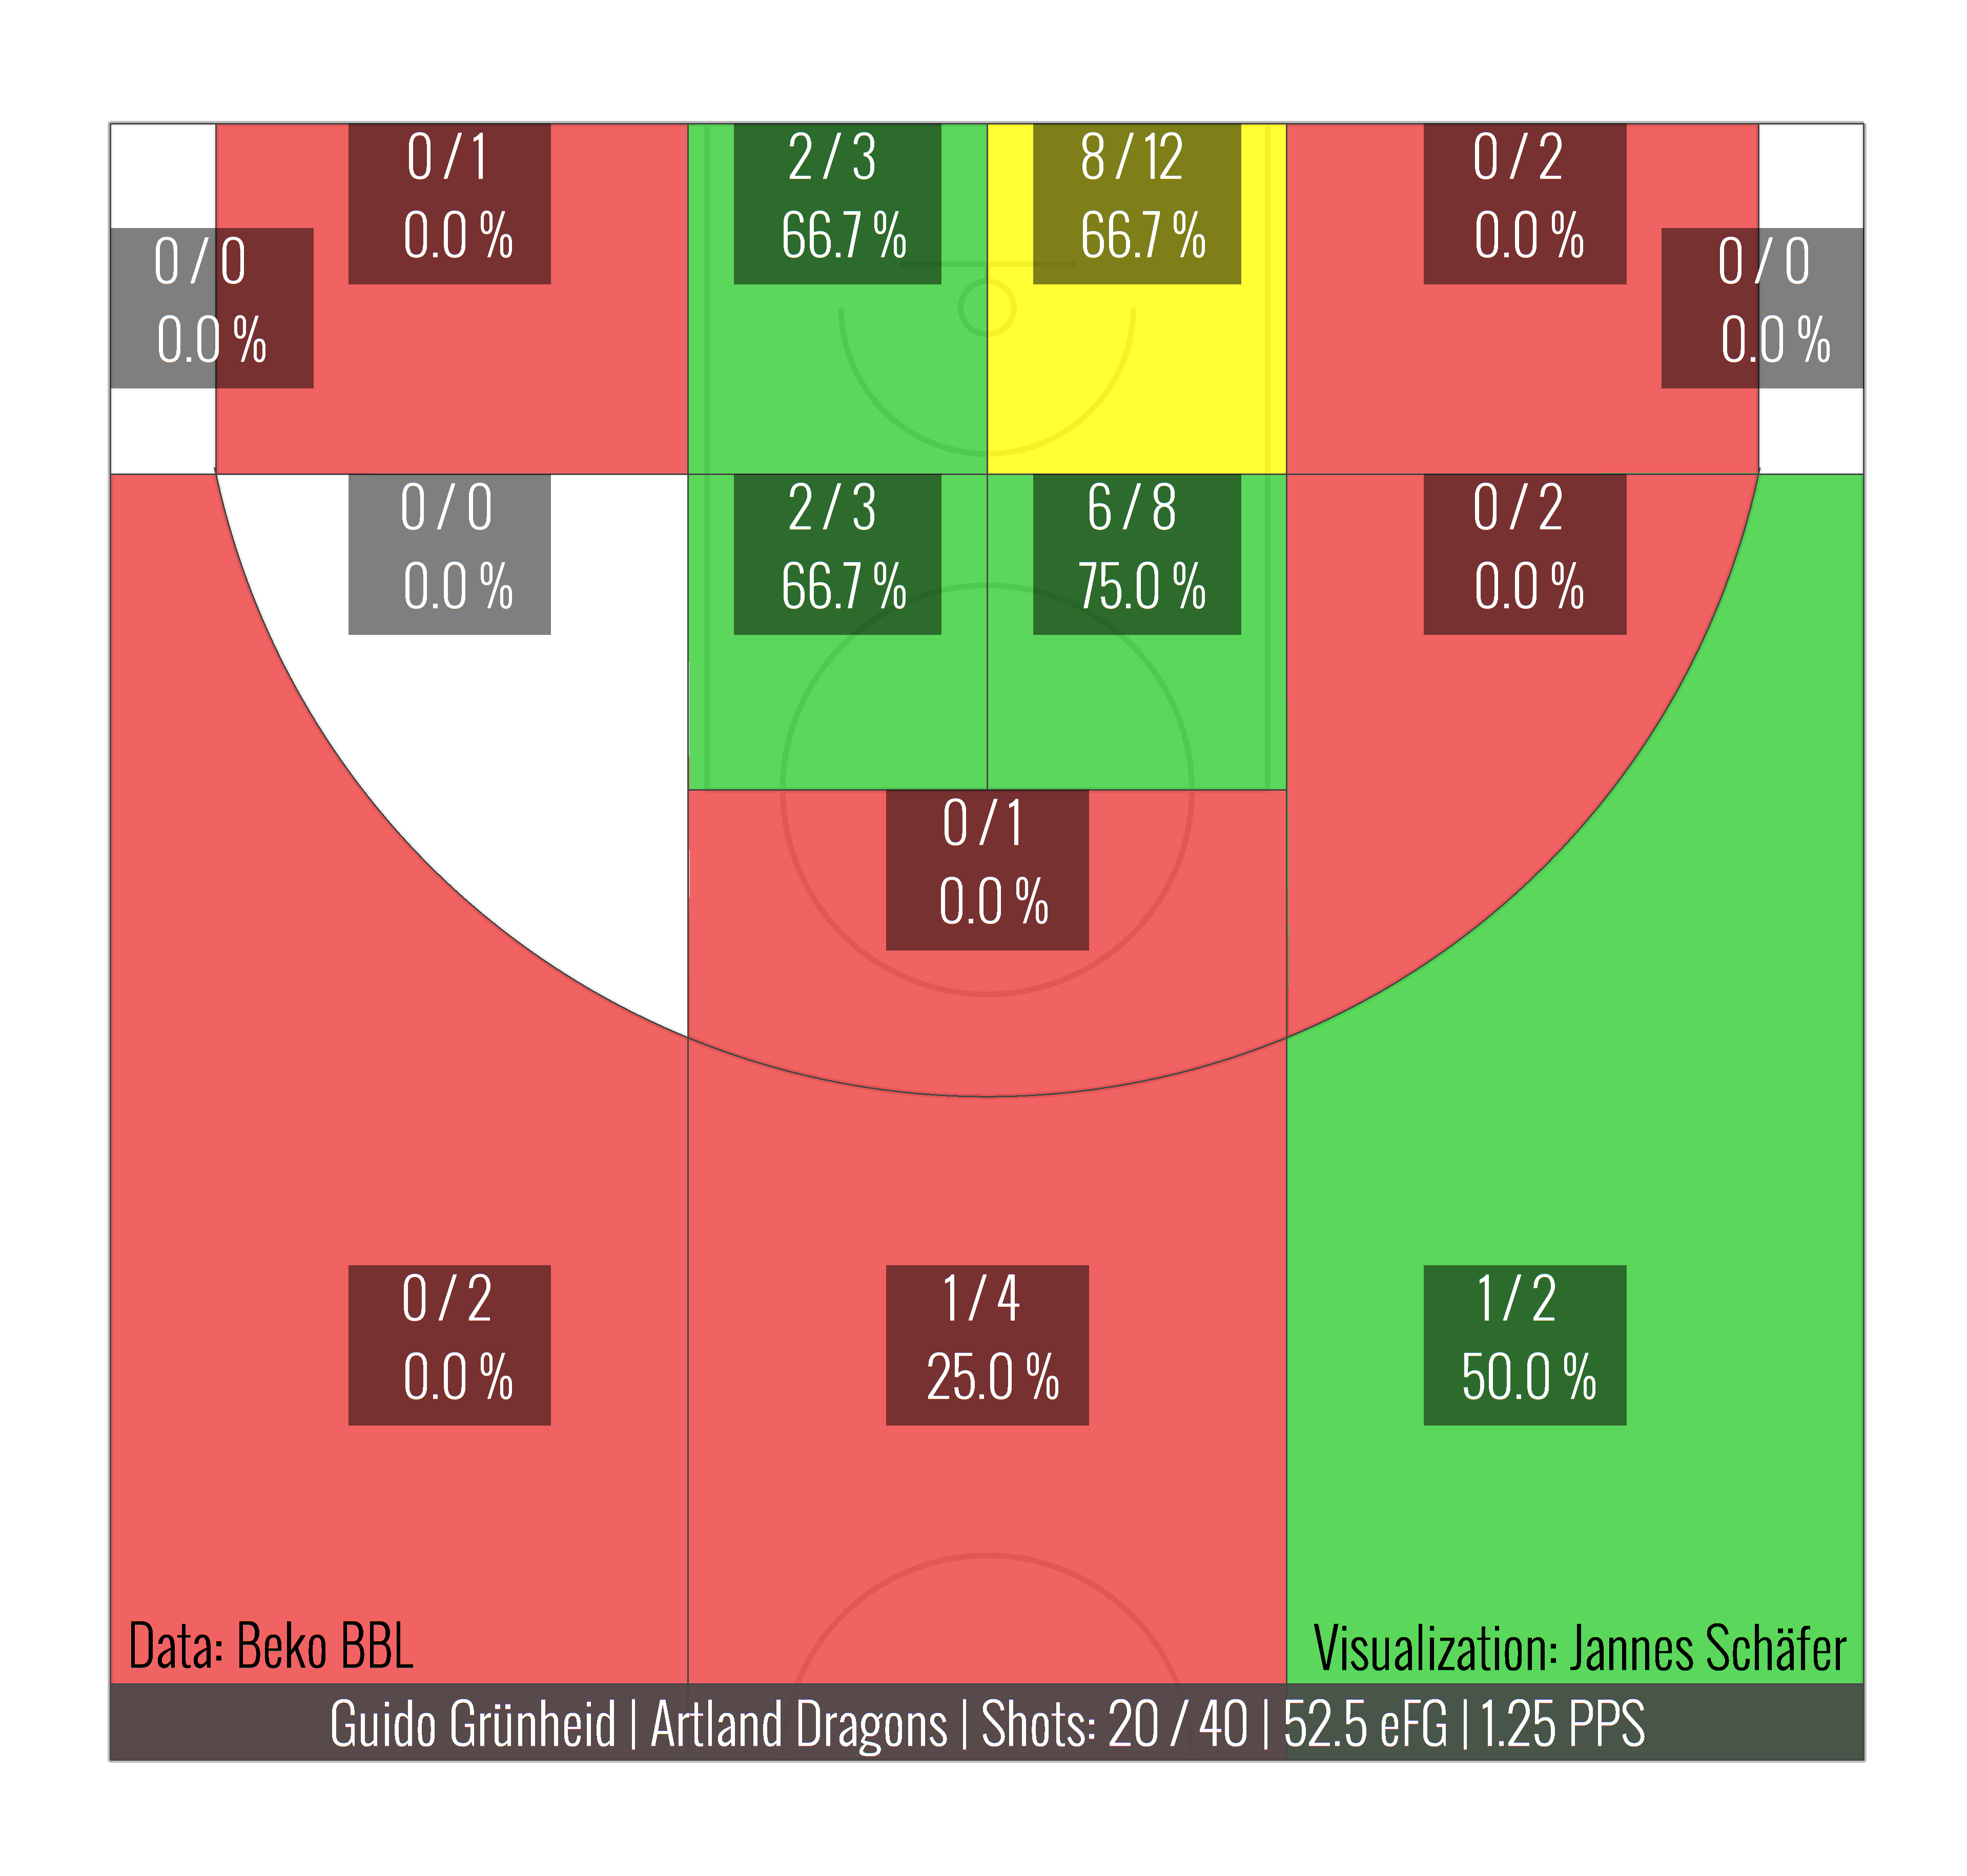 0 / 1
0.0 %
2 / 3
66.7 %
8 / 12
66.7 %
0 / 2
0.0 %
0 / 0
0.0 %
0 / 0
0.0 %
0 / 0
0.0 %
2 / 3
66.7 %
6 / 8
75.0 %
0 / 2
0.0 %
0 / 1
0.0 %
0 / 2
0.0 %
1 / 4
25.0 %
1 / 2
50.0 %
Data: Beko BBL
Visualization: Jannes Schäfer
Guido Grünheid | Artland Dragons | Shots: 20 / 40 | 52.5 eFG | 1.25 PPS